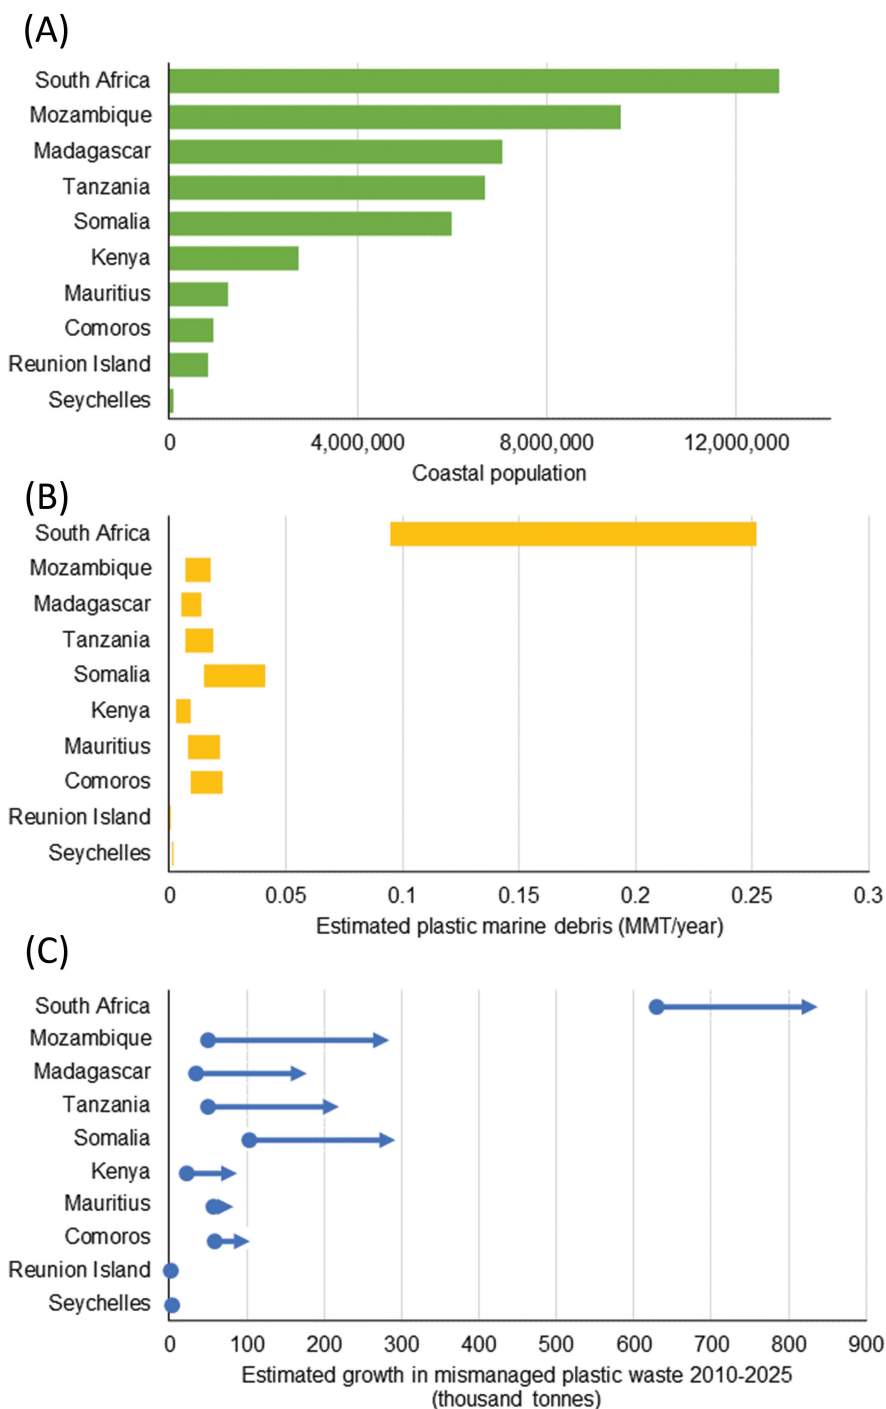 (A)
South Africa
Mozambique
Madagascar
Tanzania
Somalia
Kenya
Mauritius
Comoros
Reunion Island
Seychelles
0 4,000,000 8,000,000 12,000,000
Coastal population
(B)
South Africa
Mozambique
Madagascar
Tanzania
Somalia
Kenya
Mauritius
Comoros
Reunion Island
Seychelles
0 0.05 0.1 0.15 0.2 0.25 0.3
Estimated plastic marine debris (MMT/year)
(C)
South Africa
Mozambique
Madagascar
Tanzania
Somalia
Kenya
Mauritius
Comoros
Reunion Island
Seychelles
0 100 200 300 400 500 600 700 800 900
Estimated growth in mismanaged plastic waste 2010-2025
(thousand tonnes)